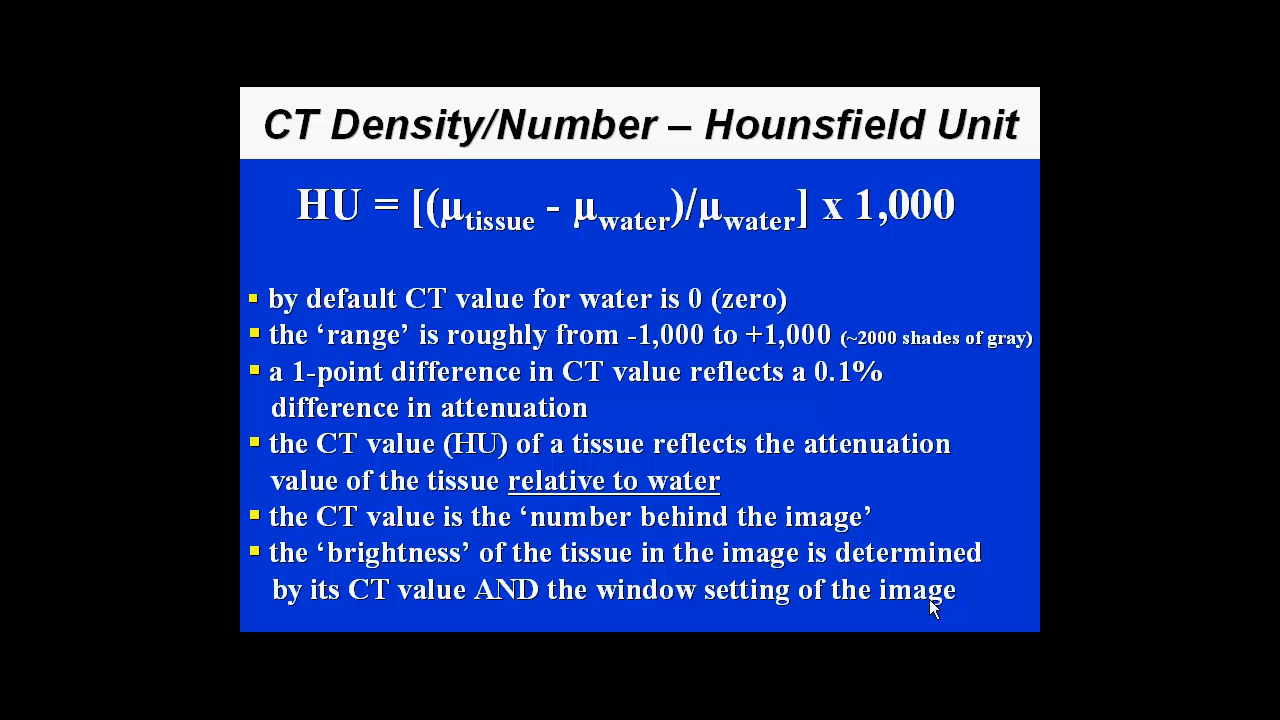 CT Density/Number – Hounsfield Unit
HU = [(μtissue - μwater)/μwater] x 1,000
▪ by default CT value for water is 0 (zero)
▪ the ‘range’ is roughly from -1,000 to +1,000 (~2000 shades of gray)
▪ a 1-point difference in CT value reflects a 0.1%
difference in attenuation
▪ the CT value (HU) of a tissue reflects the attenuation
value of the tissue relative to water
▪ the CT value is the ‘number behind the image’
▪ the ‘brightness’ of the tissue in the image is determined
by its CT value AND the window setting of the image